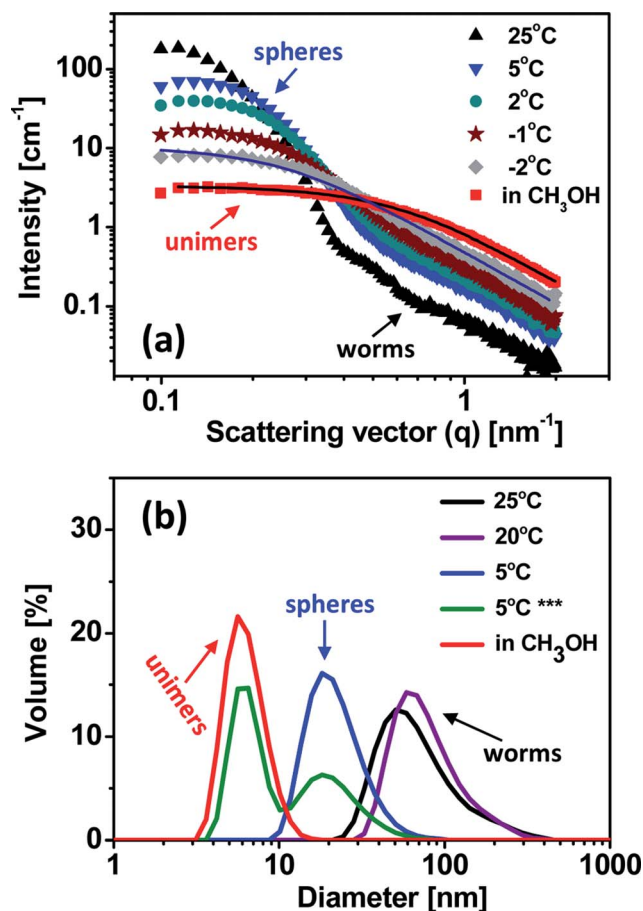 100
10
1
0.1
Intensity [cm⁻¹]
spheres
unimers
worms
(a)
25°C
5°C
2°C
-1°C
-2°C
in CH₃OH
0.1
1
Scattering vector (q) [nm⁻¹]
30
20
10
0
Volume [%]
(b)
25°C
20°C
5°C
5°C ***
in CH₃OH
unimers
spheres
worms
1
10
100
1000
Diameter [nm]